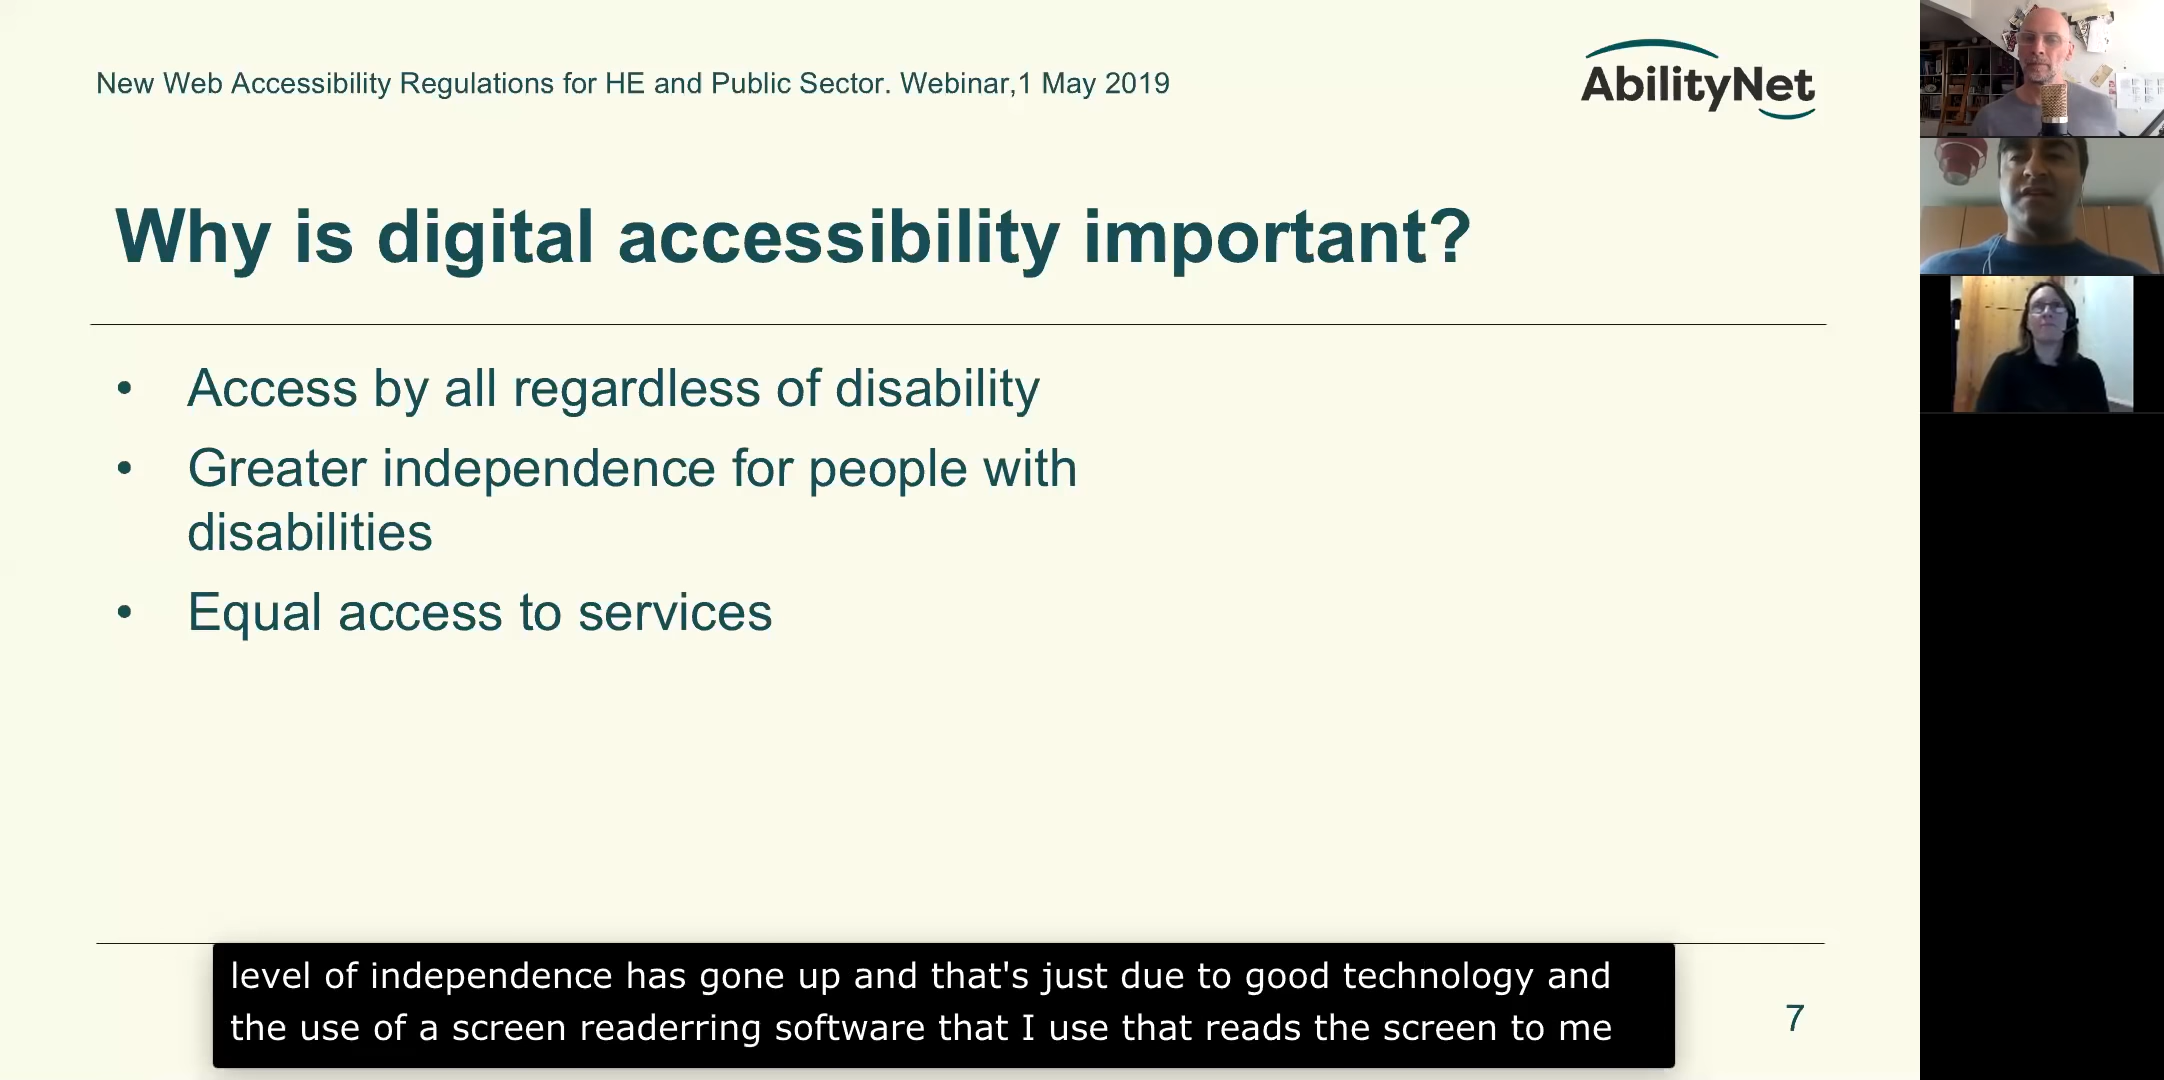 New Web Accessibility Regulations for HE and Public Sector. Webinar,1 May 2019
AbilityNet
Why is digital accessibility important?
• Access by all regardless of disability
• Greater independence for people with
disabilities
• Equal access to services
level of independence has gone up and that's just due to good technology and
the use of a screen readerring software that I use that reads the screen to me
7